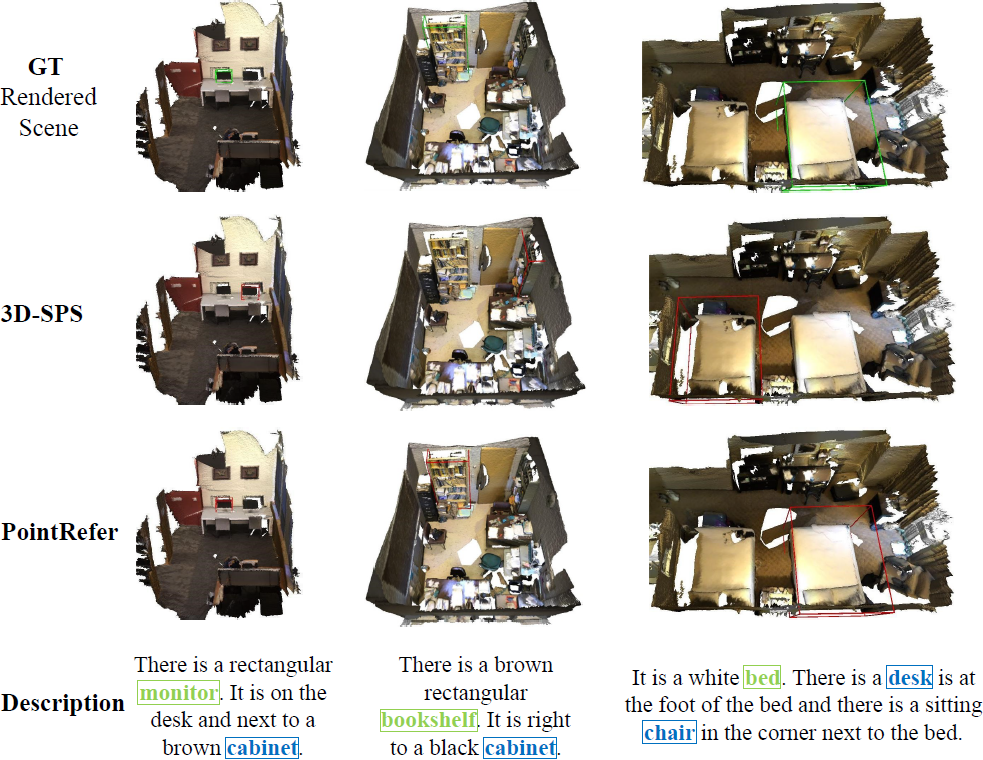 GT
Rendered
Scene
3D-SPS
PointRefer
Description
There is a rectangular
monitor. It is on the
desk and next to a
brown cabinet.
There is a brown
rectangular
bookshelf. It is right
to a black cabinet.
It is a white bed. There is a desk is at
the foot of the bed and there is a sitting
chair in the corner next to the bed.